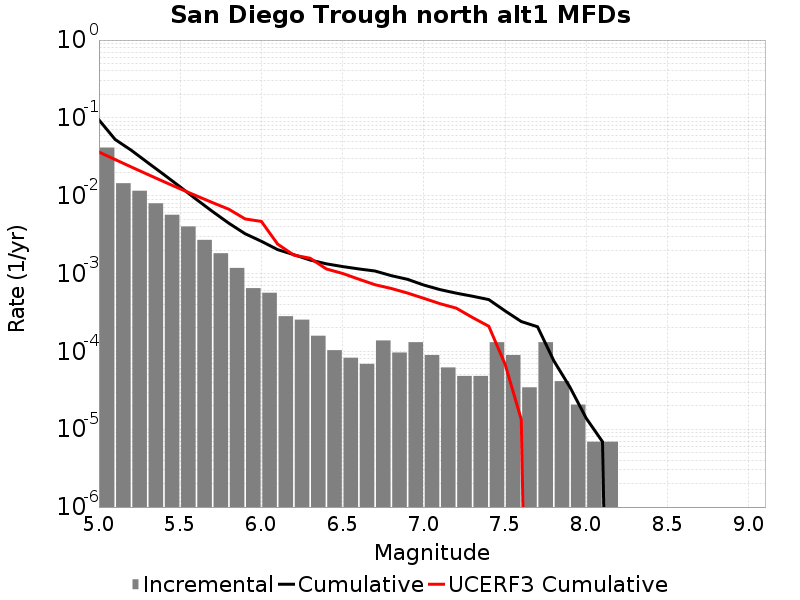 San Diego Trough north alt1 MFDs
10^0
10^-1
10^-2
10^-3
10^-4
10^-5
10^-6
Rate (1/yr)
5.0 5.5 6.0 6.5 7.0 7.5 8.0 8.5 9.0
Magnitude
Incremental Cumulative UCERF3 Cumulative